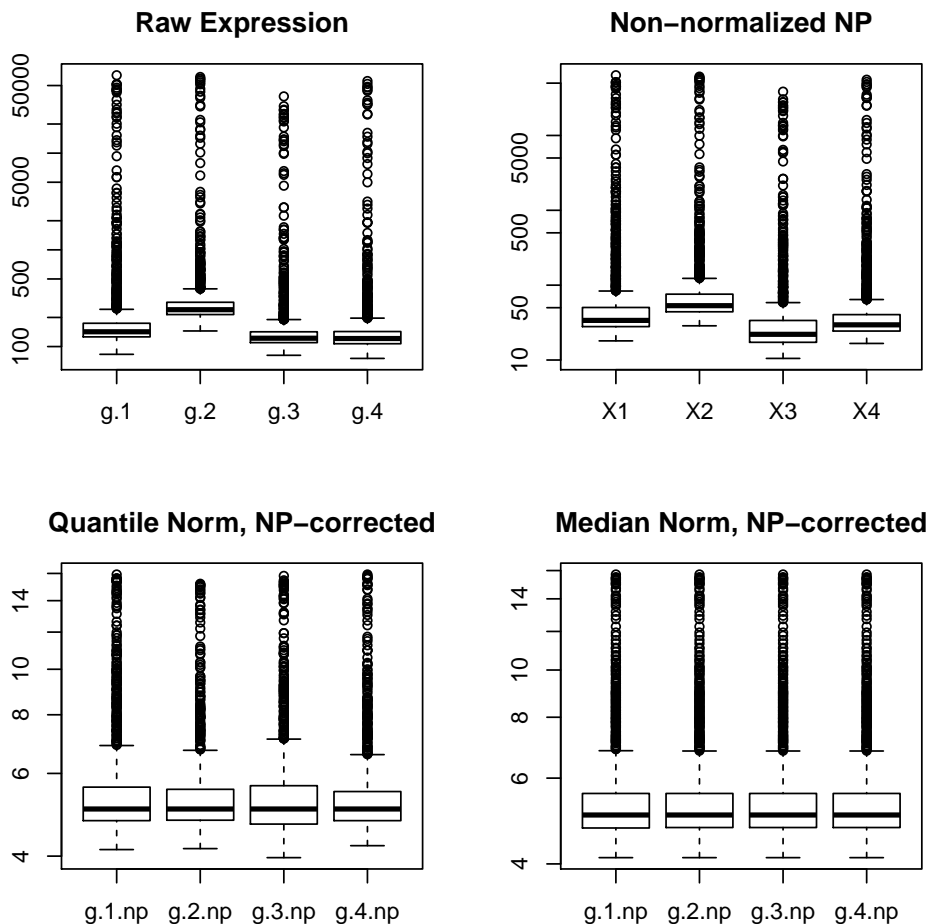 Raw Expression
50000
5000
500
100
g.1 g.2 g.3 g.4
Non−normalized NP
5000
500
50
10
X1 X2 X3 X4
Quantile Norm, NP−corrected
14
10
8
6
4
g.1.np g.2.np g.3.np g.4.np
Median Norm, NP−corrected
14
10
8
6
4
g.1.np g.2.np g.3.np g.4.np